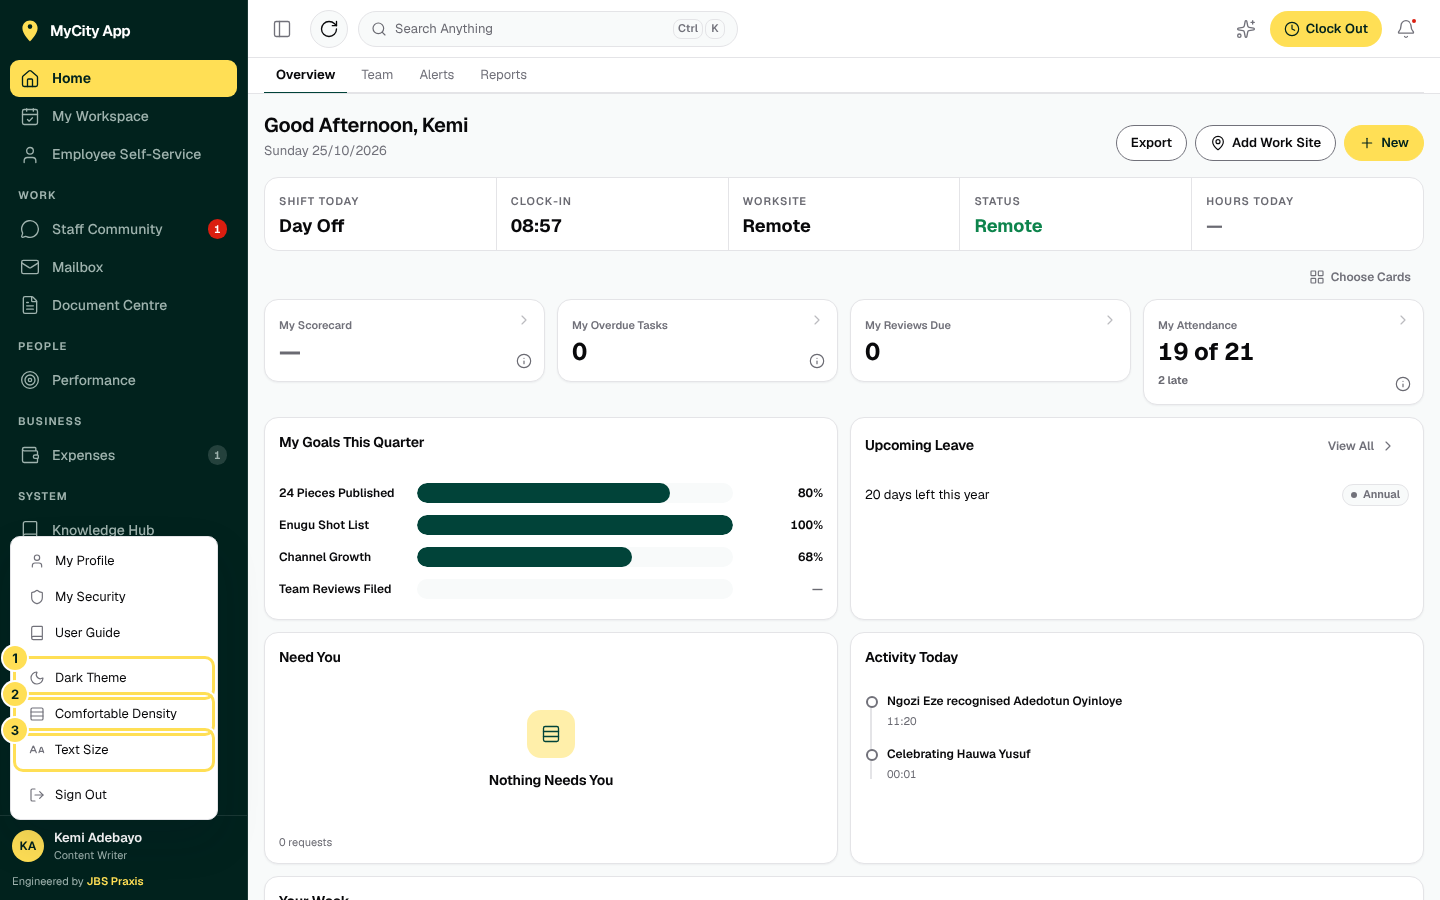 MyCity App
Home
My Workspace
Employee Self-Service
WORK
Staff Community 1
Mailbox
Document Centre
PEOPLE
Performance
BUSINESS
Expenses 1
SYSTEM
Knowledge Hub
My Profile
My Security
User Guide
1
Dark Theme
2
Comfortable Density
3
AA Text Size
Sign Out
KA
Kemi Adebayo
Content Writer
Engineered by JBS Praxis
Search Anything Ctrl K
Clock Out
Overview Team Alerts Reports
Good Afternoon, Kemi
Sunday 25/10/2026
Export Add Work Site New
SHIFT TODAY
Day Off
CLOCK-IN
08:57
WORKSITE
Remote
STATUS
Remote
HOURS TODAY
—
Choose Cards
My Scorecard
—
My Overdue Tasks
0
My Reviews Due
0
My Attendance
19 of 21
2 late
My Goals This Quarter
24 Pieces Published 80%
Enugu Shot List 100%
Channel Growth 68%
Team Reviews Filed —
Upcoming Leave View All
20 days left this year Annual
Need You
Nothing Needs You
0 requests
Activity Today
Ngozi Eze recognised Adedotun Oyinloye
11:20
Celebrating Hauwa Yusuf
00:01
Your Week